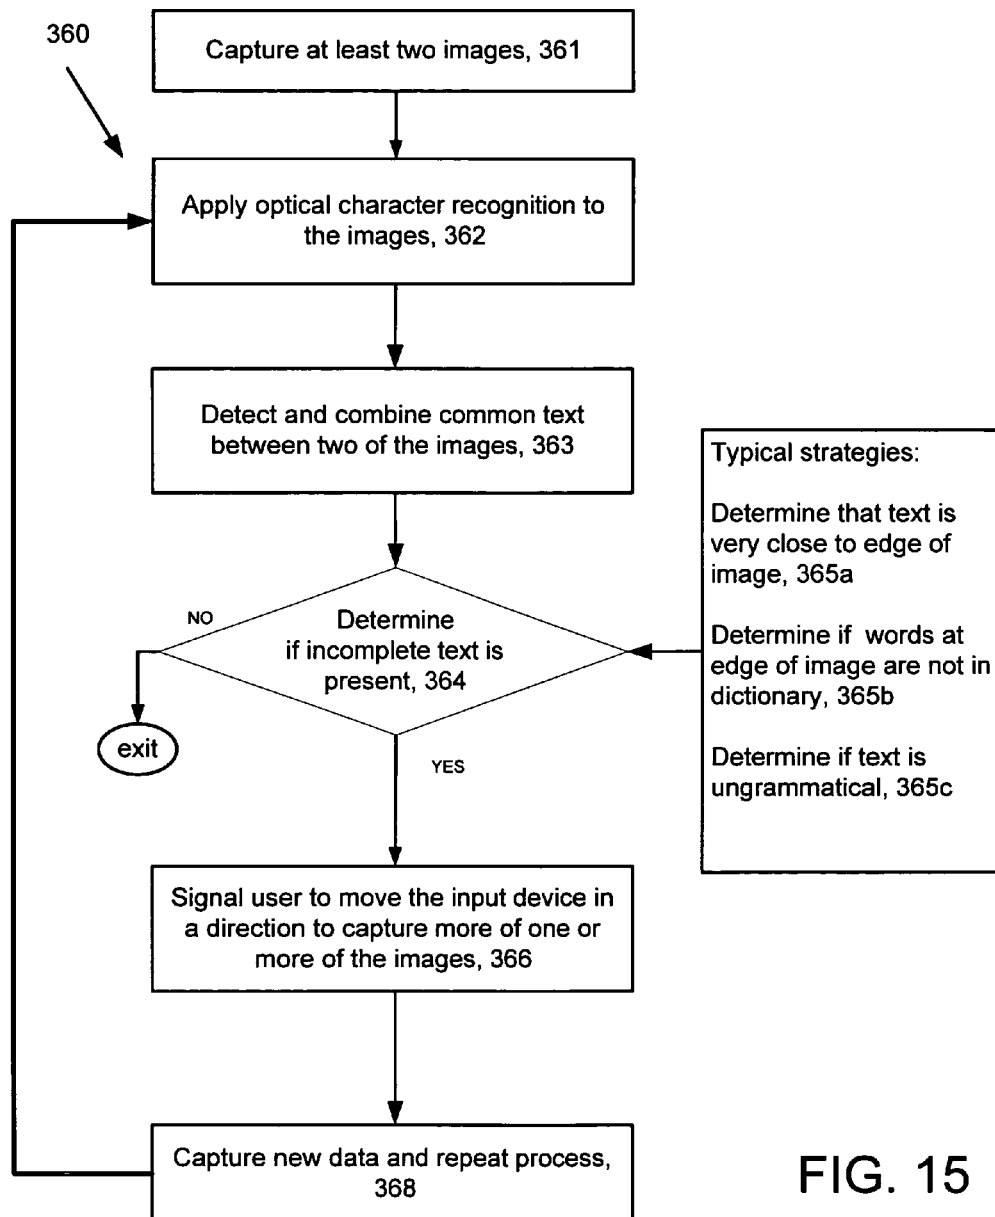 360
Capture at least two images, 361
Apply optical character recognition to
the images, 362
Detect and combine common text
between two of the images, 363
Typical strategies:
Determine that text is
very close to edge of
image, 365a
Determine if words at
edge of image are not in
dictionary, 365b
Determine if text is
ungrammatical, 365c
NO
Determine
if incomplete text is
present, 364
exit
YES
Signal user to move the input device in
a direction to capture more of one or
more of the images, 366
Capture new data and repeat process,
368
FIG. 15